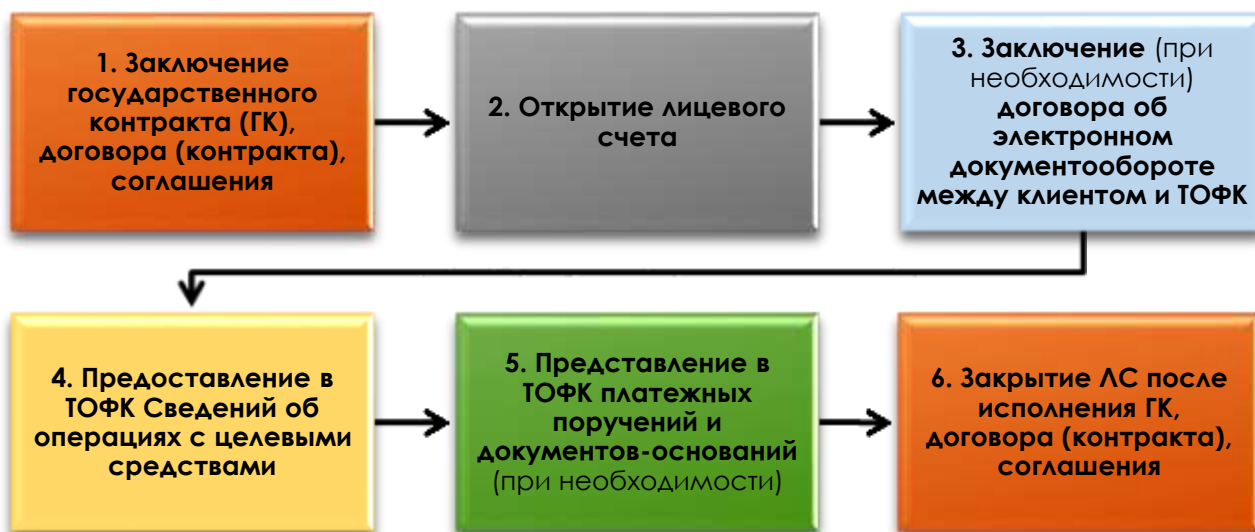 1. Заключение
государственного
контракта (ГК),
договора (контракта),
соглашения
2. Открытие лицевого
счета
3. Заключение (при
необходимости)
договора об
электронном
документообороте
между клиентом и ТОФК
4. Предоставление в
ТОФК Сведений об
операциях с целевыми
средствами
5. Представление в
ТОФК платежных
поручений и
документов-оснований
(при необходимости)
6. Закрытие ЛС после
исполнения ГК,
договора (контракта),
соглашения